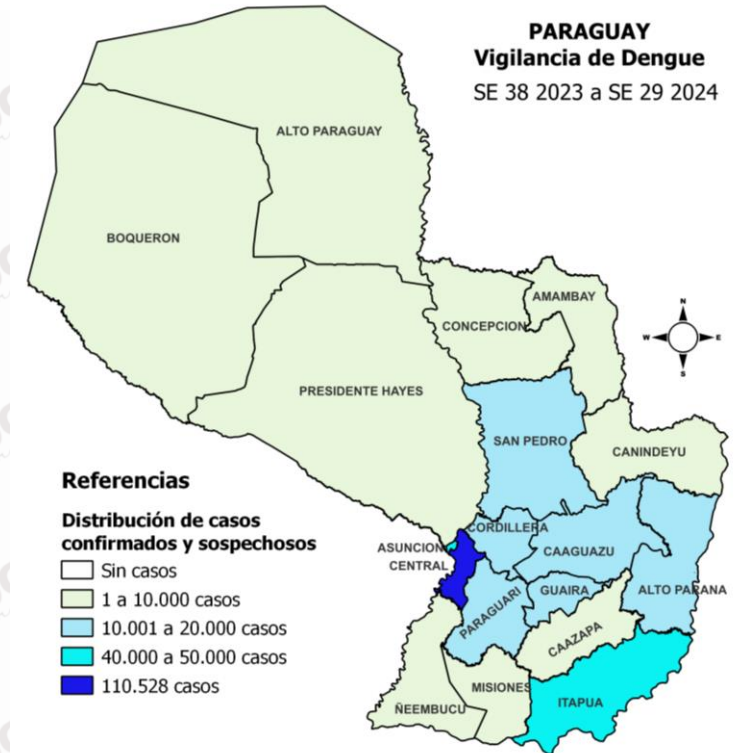 PARAGUAY
Vigilancia de Dengue
SE 38 2023 a SE 29 2024
ALTO PARAGUAY
BOQUERON
AMAMBAY
CONCEPCION
N
W
E
S
PRESIDENTE HAYES
SAN PEDRO
CANINDEYU
Referencias
Distribución de casos
confirmados y sospechosos
Sin casos
1 a 10.000 casos
10.001 a 20.000 casos
40.000 a 50.000 casos
110.528 casos
CORDILLERA
ASUNCION
CENTRAL
CAAGUAZU
GUAIRA
ALTO PARANA
PARAGUARI
CAAZAPA
MISIONES
ÑEEMBUCU
ITAPUA